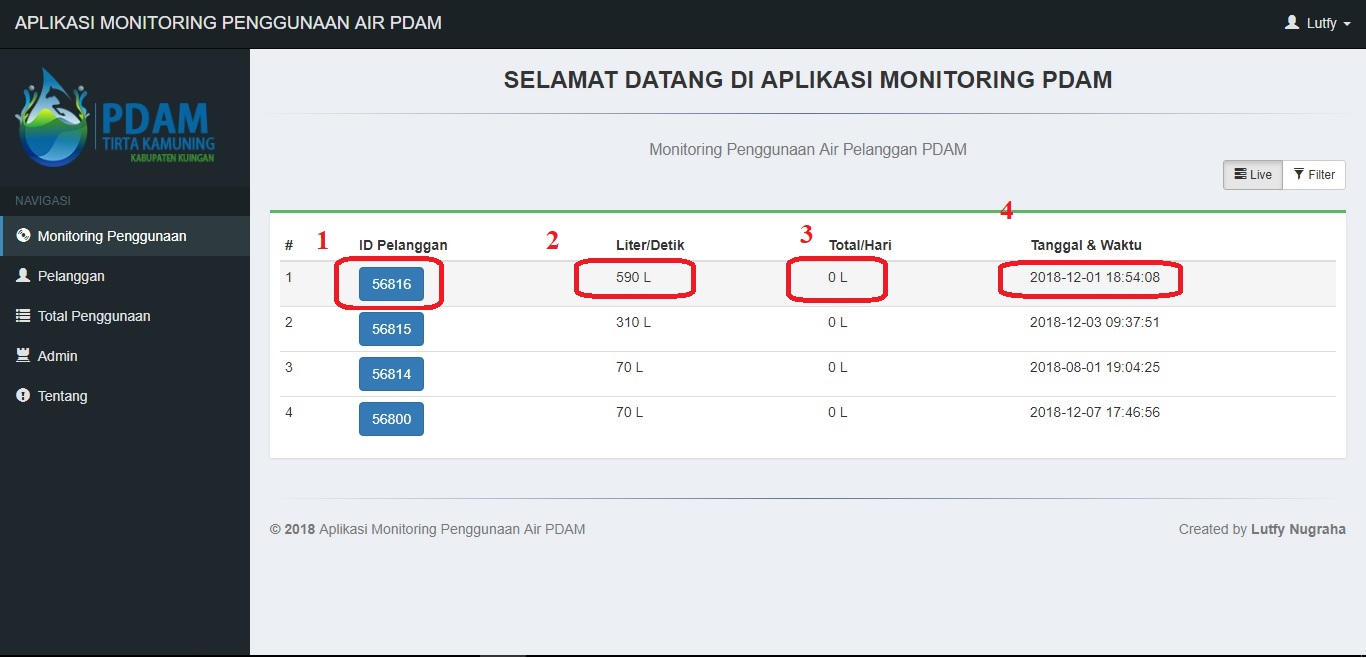 APLIKASI MONITORING PENGGUNAAN AIR PDAM
Lutfy
PDAM
TIRTA KAMUNING
KABUPATEN KUINGAN
NAVIGASI
Monitoring Penggunaan
Pelanggan
Total Penggunaan
Admin
Tentang
SELAMAT DATANG DI APLIKASI MONITORING PDAM
Monitoring Penggunaan Air Pelanggan PDAM
Live Filter
1 2 3 4
# ID Pelanggan Liter/Detik Total/Hari Tanggal & Waktu
1 56816 590 L 0 L 2018-12-01 18:54:08
2 56815 310 L 0 L 2018-12-03 09:37:51
3 56814 70 L 0 L 2018-08-01 19:04:25
4 56800 70 L 0 L 2018-12-07 17:46:56
© 2018 Aplikasi Monitoring Penggunaan Air PDAM
Created by Lutfy Nugraha